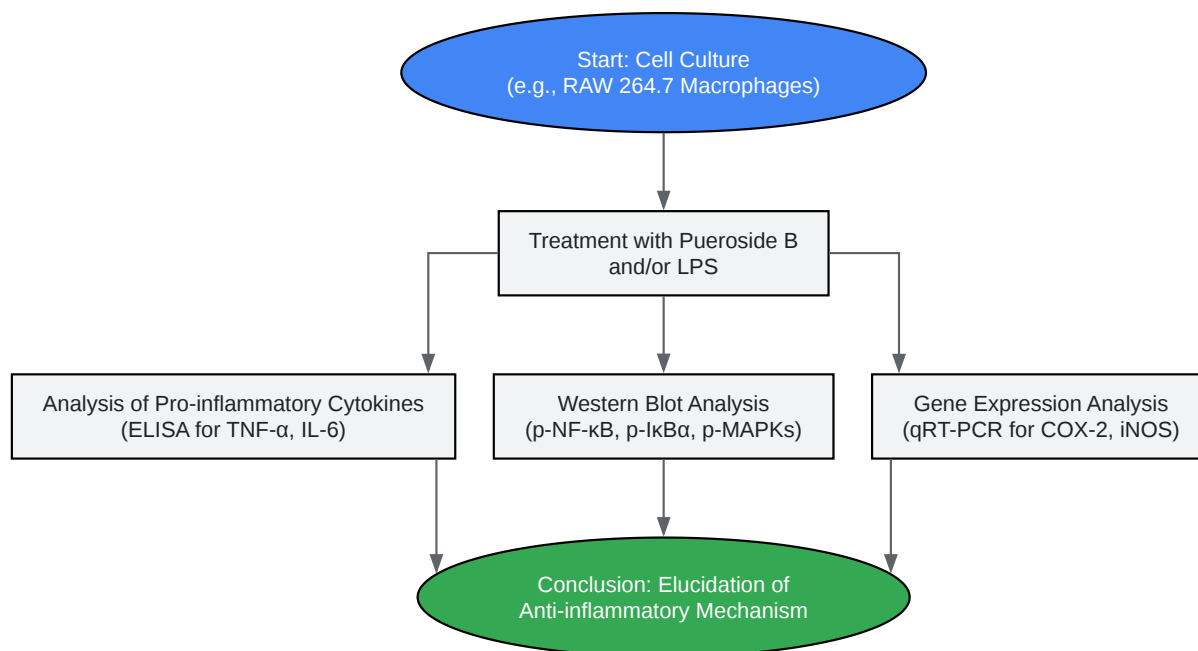 Start: Cell Culture
(e.g., RAW 264.7 Macrophages)
Treatment with Pueroside B
and/or LPS
Analysis of Pro-inflammatory Cytokines
(ELISA for TNF-α, IL-6)
Western Blot Analysis
(p-NF-κB, p-IκBα, p-MAPKs)
Gene Expression Analysis
(qRT-PCR for COX-2, iNOS)
Conclusion: Elucidation of
Anti-inflammatory Mechanism